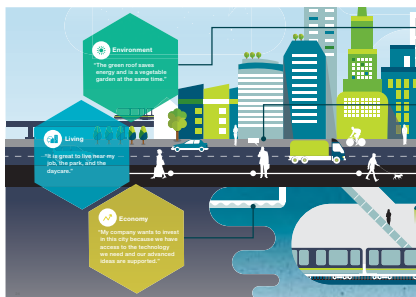 Environment
"The green roof saves
energy and is a vegetable
garden at the same time."
Living
"It is great to live near my
job, the park, and the
daycare."
Economy
"My company wants to invest
in this city because we have
access to the technology
we need and our advanced
ideas are supported."